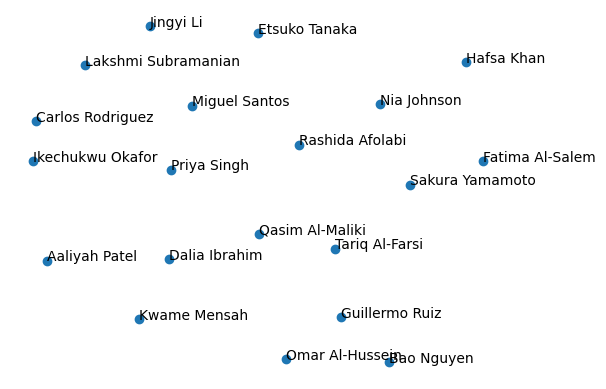 Jingyi Li
Etsuko Tanaka
Hafsa Khan
Lakshmi Subramanian
Miguel Santos
Nia Johnson
Carlos Rodriguez
Rashida Afolabi
Ikechukwu Okafor
Priya Singh
Fatima Al-Salem
Sakura Yamamoto
Qasim Al-Maliki
Tariq Al-Farsi
Aaliyah Patel
Dalia Ibrahim
Kwame Mensah
Guillermo Ruiz
Omar Al-Hussein
Bao Nguyen